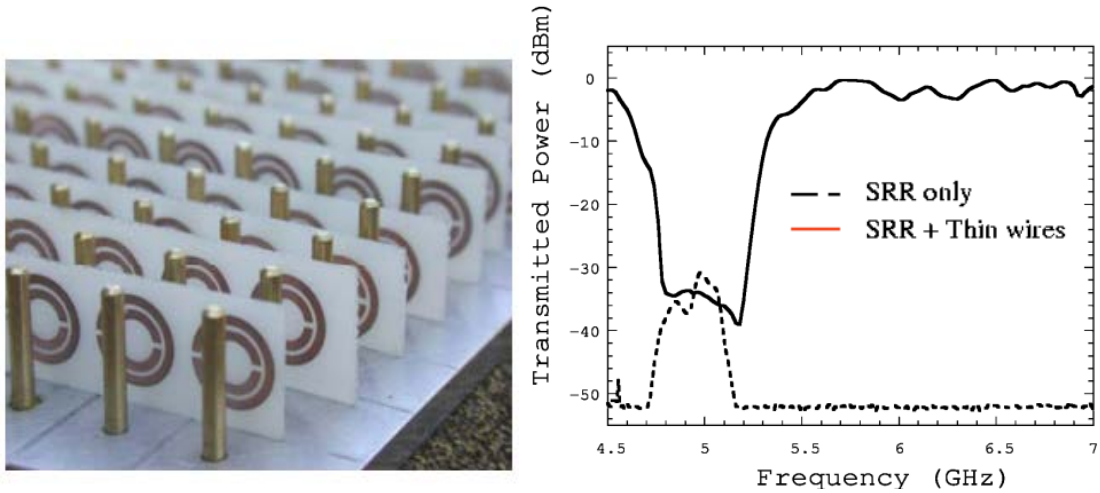 Transmitted Power (dBm)
0
-10
-20
-30
-40
-50
SRR only
SRR + Thin wires
4.5 5 5.5 6 6.5 7
Frequency (GHz)